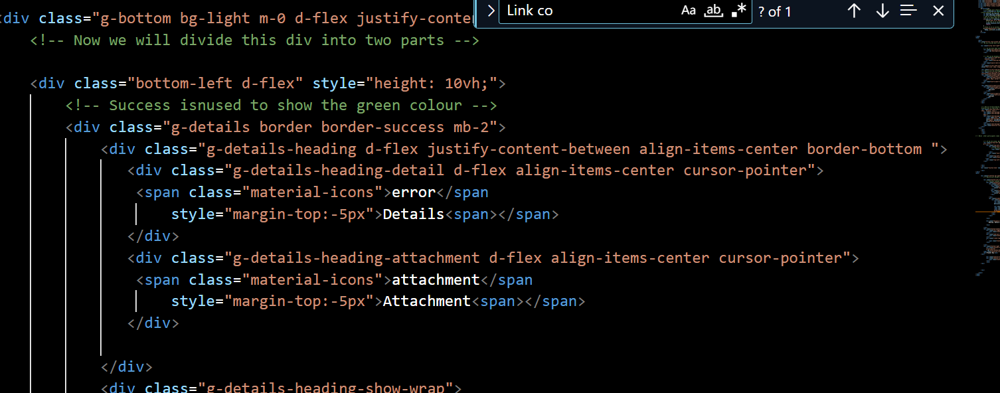 div class="g-bottom bg-light m-0 d-flex justify-conte
Link co
Aa ab .* ? of 1
<!-- Now we will divide this div into two parts -->
<div class="bottom-left d-flex" style="height: 10vh;">
<!-- Success isnused to show the green colour -->
<div class="g-details border border-success mb-2">
<div class="g-details-heading d-flex justify-content-between align-items-center border-bottom ">
<div class="g-details-heading-detail d-flex align-items-center cursor-pointer">
<span class="material-icons">error</span
style="margin-top:-5px">Details<span></span>
</div>
<div class="g-details-heading-attachment d-flex align-items-center cursor-pointer">
<span class="material-icons">attachment</span
style="margin-top:-5px">Attachment<span></span>
</div>
</div>
<div class="g-details-heading-show-wrap">